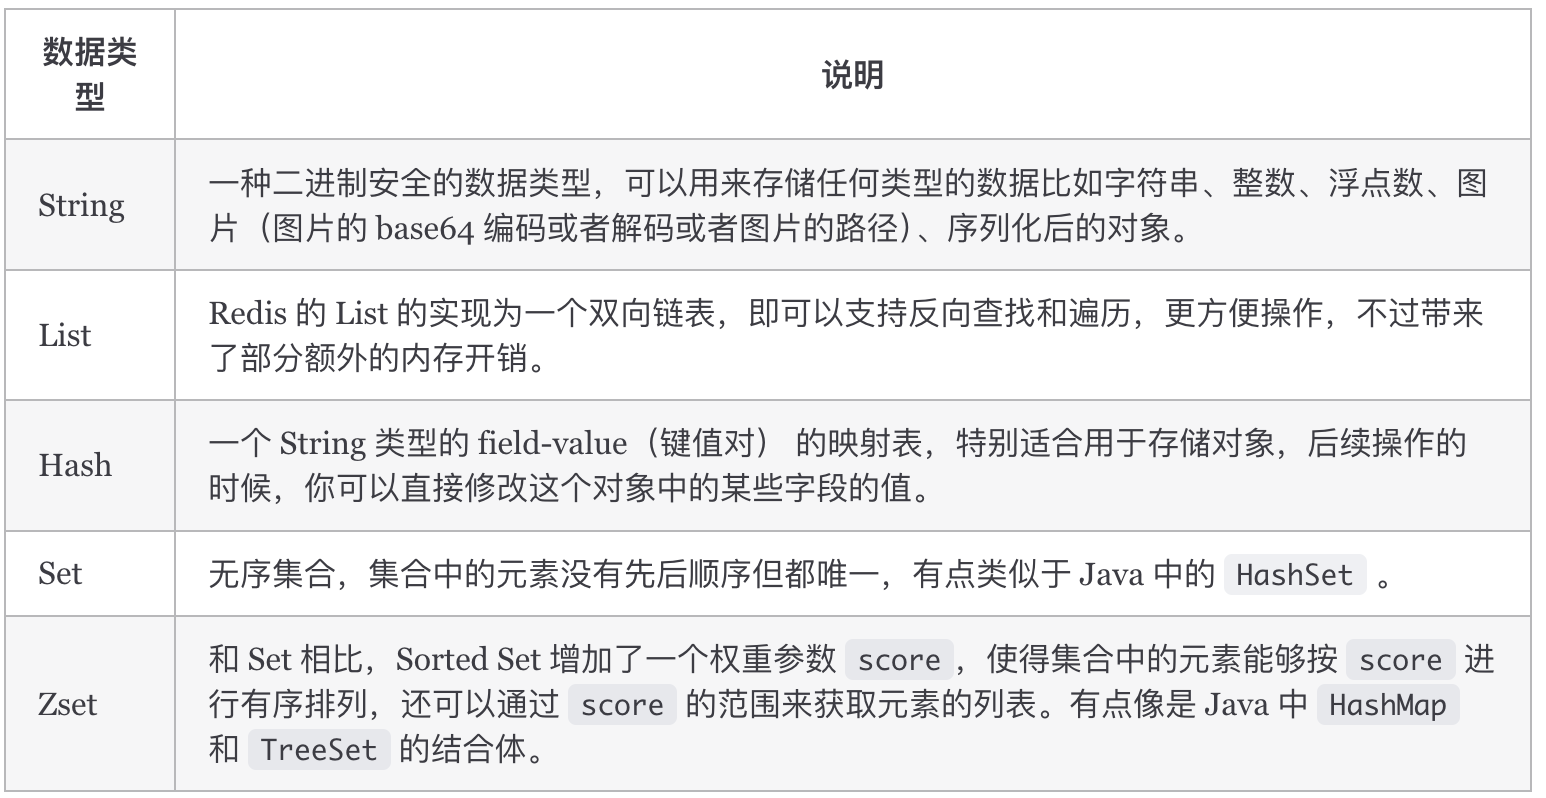 数据类
型
说明
String
一种二进制安全的数据类型，可以用来存储任何类型的数据比如字符串、整数、浮点数、图
片（图片的 base64 编码或者解码或者图片的路径）、序列化后的对象。
List
Redis 的 List 的实现为一个双向链表，即可以支持反向查找和遍历，更方便操作，不过带来
了部分额外的内存开销。
Hash
一个 String 类型的 field-value（键值对） 的映射表，特别适合用于存储对象，后续操作的
时候，你可以直接修改这个对象中的某些字段的值。
Set
无序集合，集合中的元素没有先后顺序但都唯一，有点类似于 Java 中的 HashSet 。
Zset
和 Set 相比，Sorted Set 增加了一个权重参数 score，使得集合中的元素能够按 score 进
行有序排列，还可以通过 score 的范围来获取元素的列表。有点像是 Java 中 HashMap
和 TreeSet 的结合体。